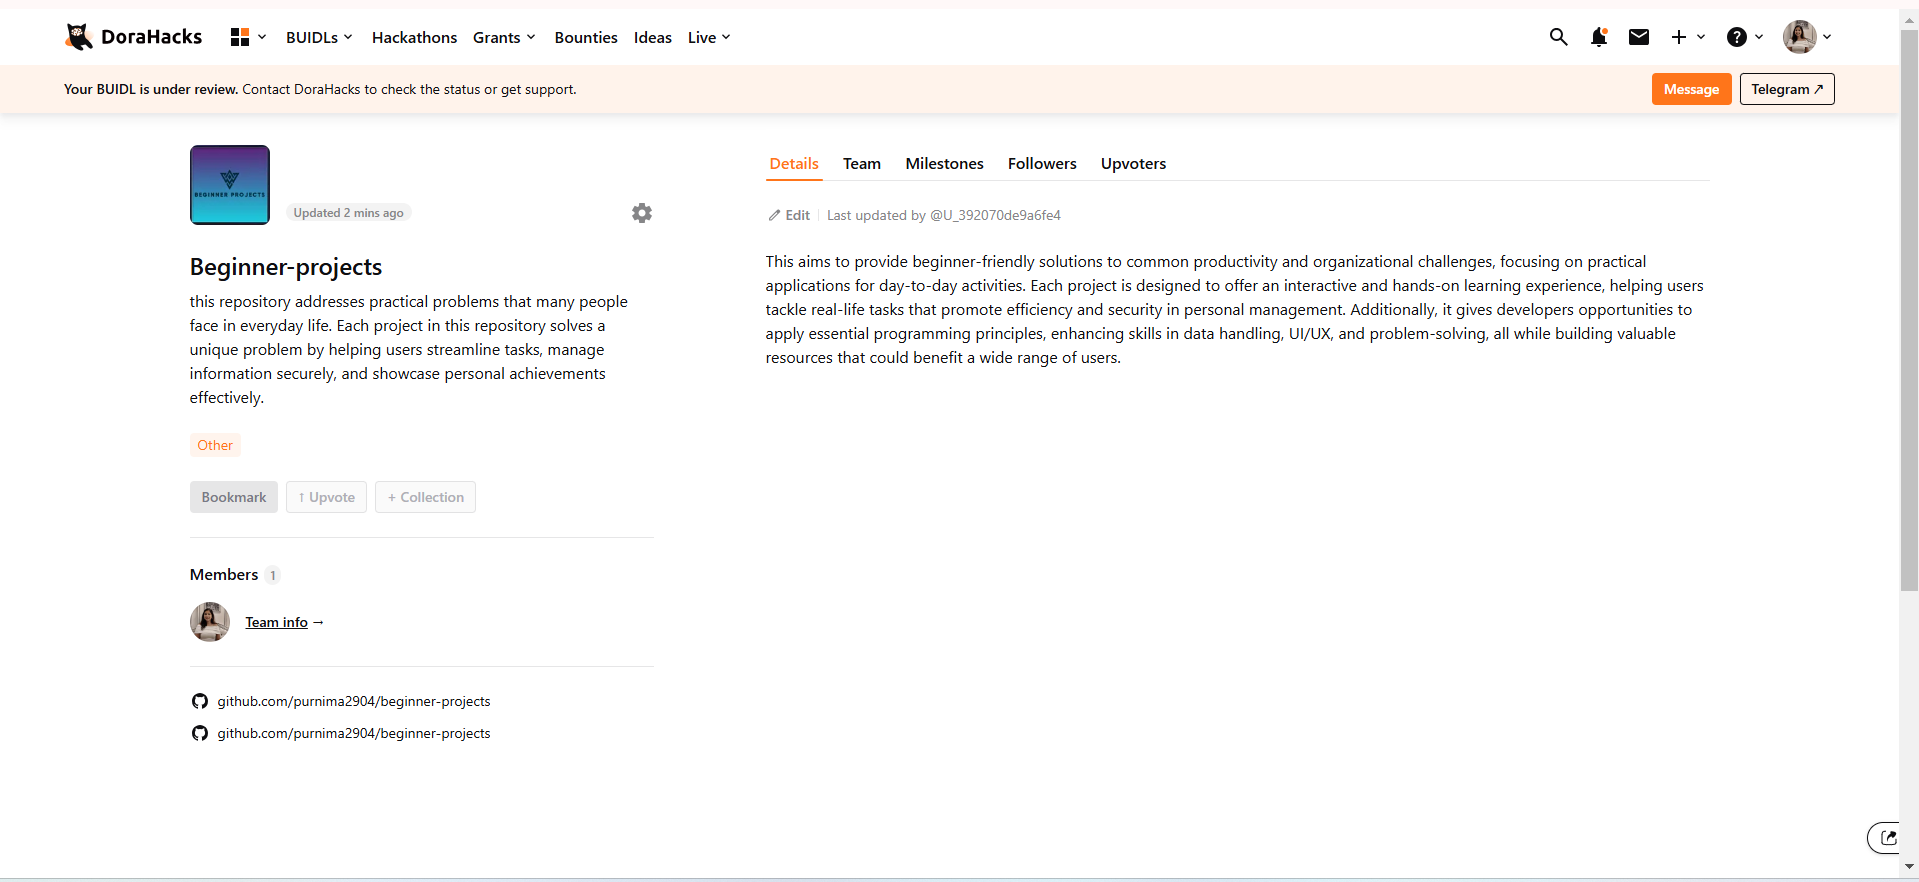 DoraHacks
BUIDLs
Hackathons
Grants
Bounties
Ideas
Live
Your BUIDL is under review. Contact DoraHacks to check the status or get support.
Message
Telegram ↗
BEGINNER PROJECTS
Updated 2 mins ago
Beginner-projects
this repository addresses practical problems that many people
face in everyday life. Each project in this repository solves a
unique problem by helping users streamline tasks, manage
information securely, and showcase personal achievements
effectively.
Other
Bookmark
↑ Upvote
+ Collection
Members 1
Team info →
github.com/purnima2904/beginner-projects
github.com/purnima2904/beginner-projects
Details
Team
Milestones
Followers
Upvoters
Edit
Last updated by @U_392070de9a6fe4
This aims to provide beginner-friendly solutions to common productivity and organizational challenges, focusing on practical
applications for day-to-day activities. Each project is designed to offer an interactive and hands-on learning experience, helping users
tackle real-life tasks that promote efficiency and security in personal management. Additionally, it gives developers opportunities to
apply essential programming principles, enhancing skills in data handling, UI/UX, and problem-solving, all while building valuable
resources that could benefit a wide range of users.